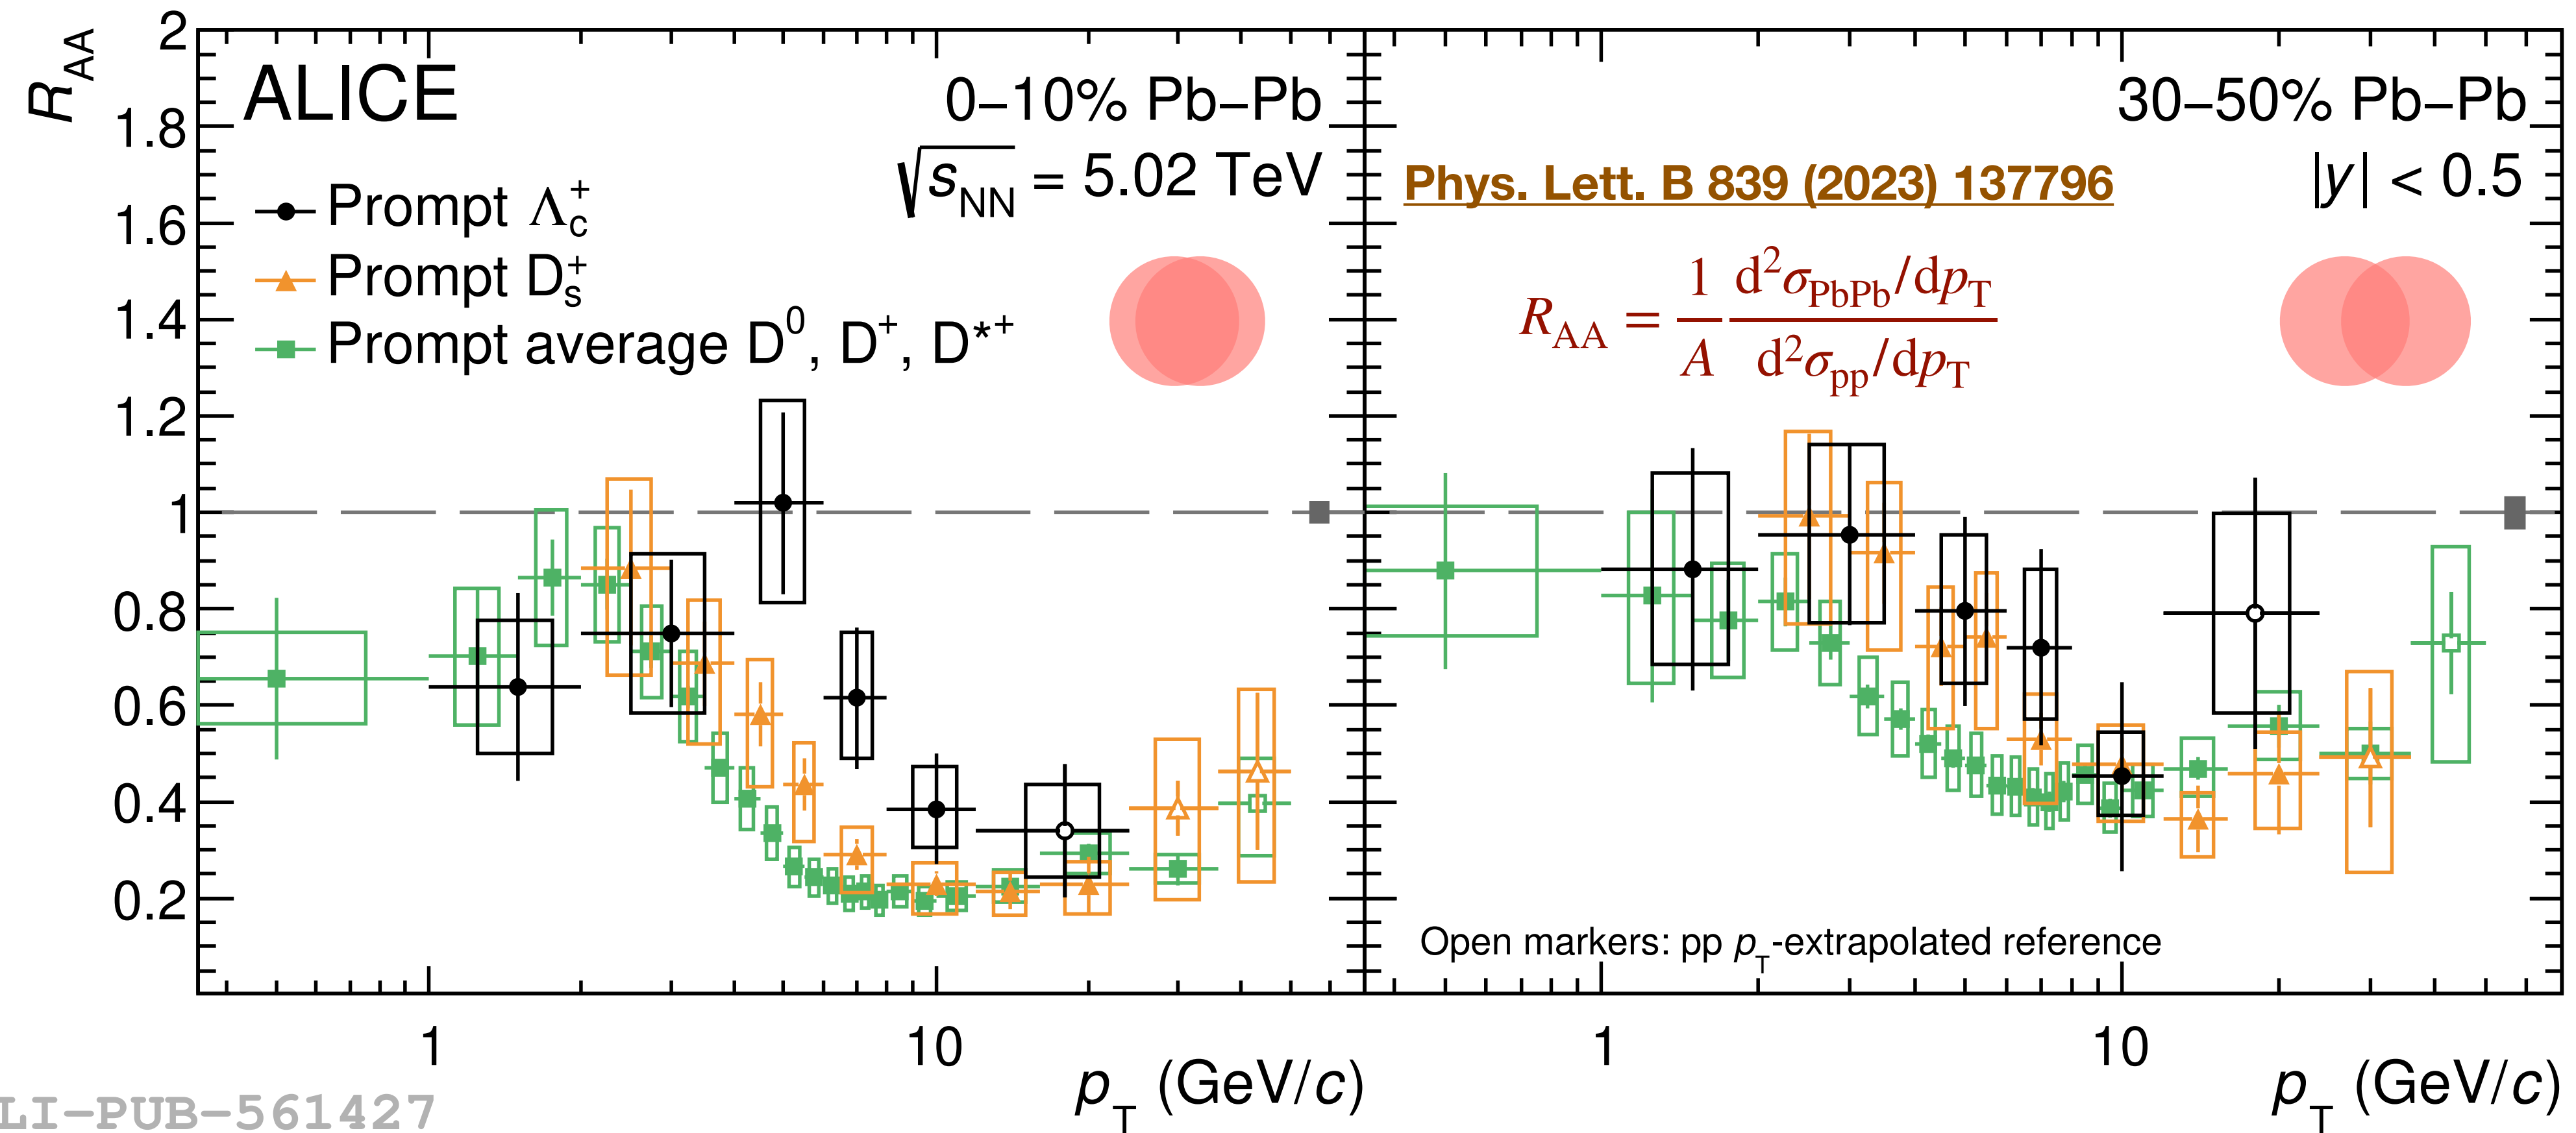 R_AA
ALICE
0–10% Pb–Pb
√s_NN = 5.02 TeV
Prompt Λ_c^+
Prompt D_s^+
Prompt average D^0, D^+, D*^+
30–50% Pb–Pb
|y| < 0.5
Phys. Lett. B 839 (2023) 137796
R_AA = 1/A d²σ_PbPb/dp_T / d²σ_pp/dp_T
Open markers: pp p_T-extrapolated reference
2
1.8
1.6
1.4
1.2
1
0.8
0.6
0.4
0.2
1 10 1 10
p_T (GeV/c) p_T (GeV/c)
LI-PUB-561427